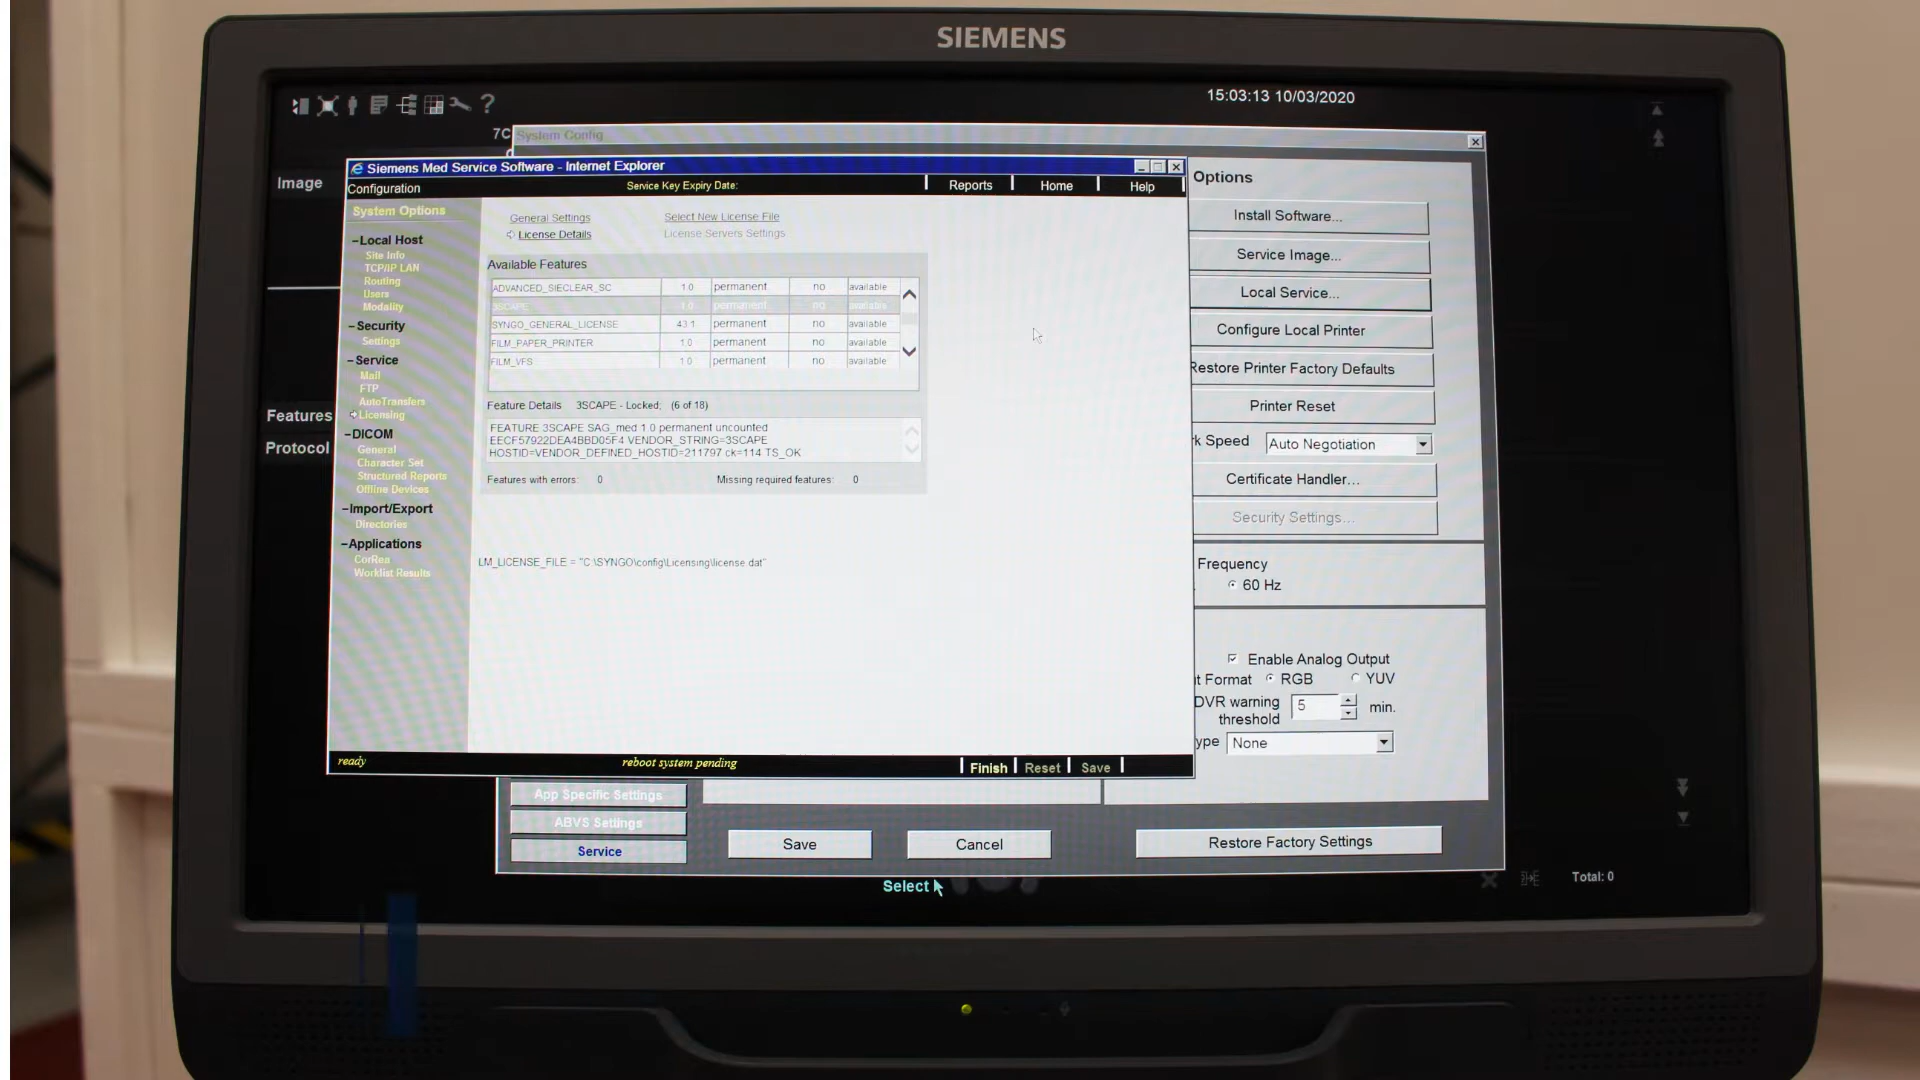 SIEMENS
15:03:13 10/03/2020
?
7C
System Config
Siemens Med Service Software - Internet Explorer
Configuration
Service Key Expiry Date:
Reports
Home
Help
Image
System Options
–Local Host
Site Info
TCP/IP LAN
Routing
Users
Modality
–Security
Settings
–Service
Mail
FTP
AutoTransfers
Licensing
–DICOM
General
Character Set
Structured Reports
Offline Devices
–Import/Export
Directories
–Applications
CorRea
Worklist Results
Features
Protocol
General Settings
Select New License File
License Details
License Servers Settings
Available Features
ADVANCED_SIECLEAR_SC 1.0 permanent no available
3SCAPE 1.0 permanent no available
SYNGO_GENERAL_LICENSE 43.1 permanent no available
FILM_PAPER_PRINTER 1.0 permanent no available
FILM_VFS 1.0 permanent no available
Feature Details 3SCAPE - Locked; (6 of 18)
FEATURE 3SCAPE SAG_med 1.0 permanent uncounted
EECF57922DEA4BBD05F4 VENDOR_STRING=3SCAPE
HOSTID=VENDOR_DEFINED_HOSTID=211797 ck=114 TS_OK
Features with errors: 0
Missing required features: 0
LM_LICENSE_FILE = "C:\SYNGO\config\Licensing\license.dat"
ready
reboot system pending
Finish
Reset
Save
Options
Install Software...
Service Image...
Local Service...
Configure Local Printer
Restore Printer Factory Defaults
Printer Reset
k Speed Auto Negotiation
Certificate Handler...
Security Settings...
Frequency
60 Hz
Enable Analog Output
t Format RGB YUV
DVR warning
threshold
5 min.
ype None
App Specific Settings
ABVS Settings
Service
Save
Cancel
Restore Factory Settings
Select
Total: 0